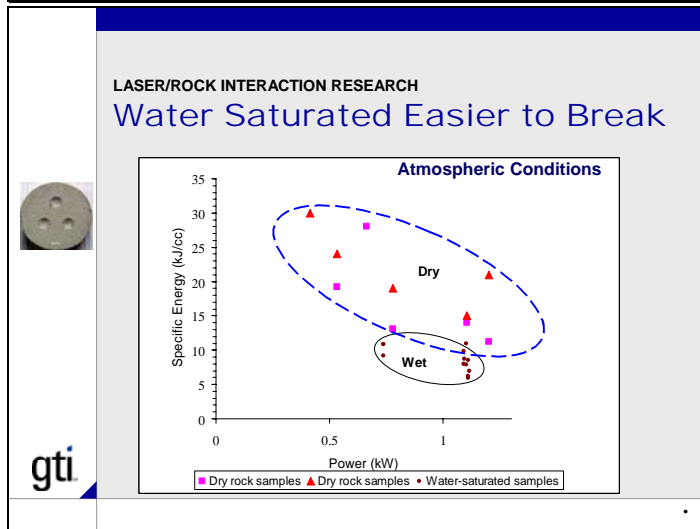 LASER/ROCK INTERACTION RESEARCH
Water Saturated Easier to Break
Atmospheric Conditions
35
30
25
20
15
10
5
0
Specific Energy (kJ/cc)
Dry
Wet
0 0.5 1
Power (kW)
Dry rock samples Dry rock samples Water-saturated samples
gti